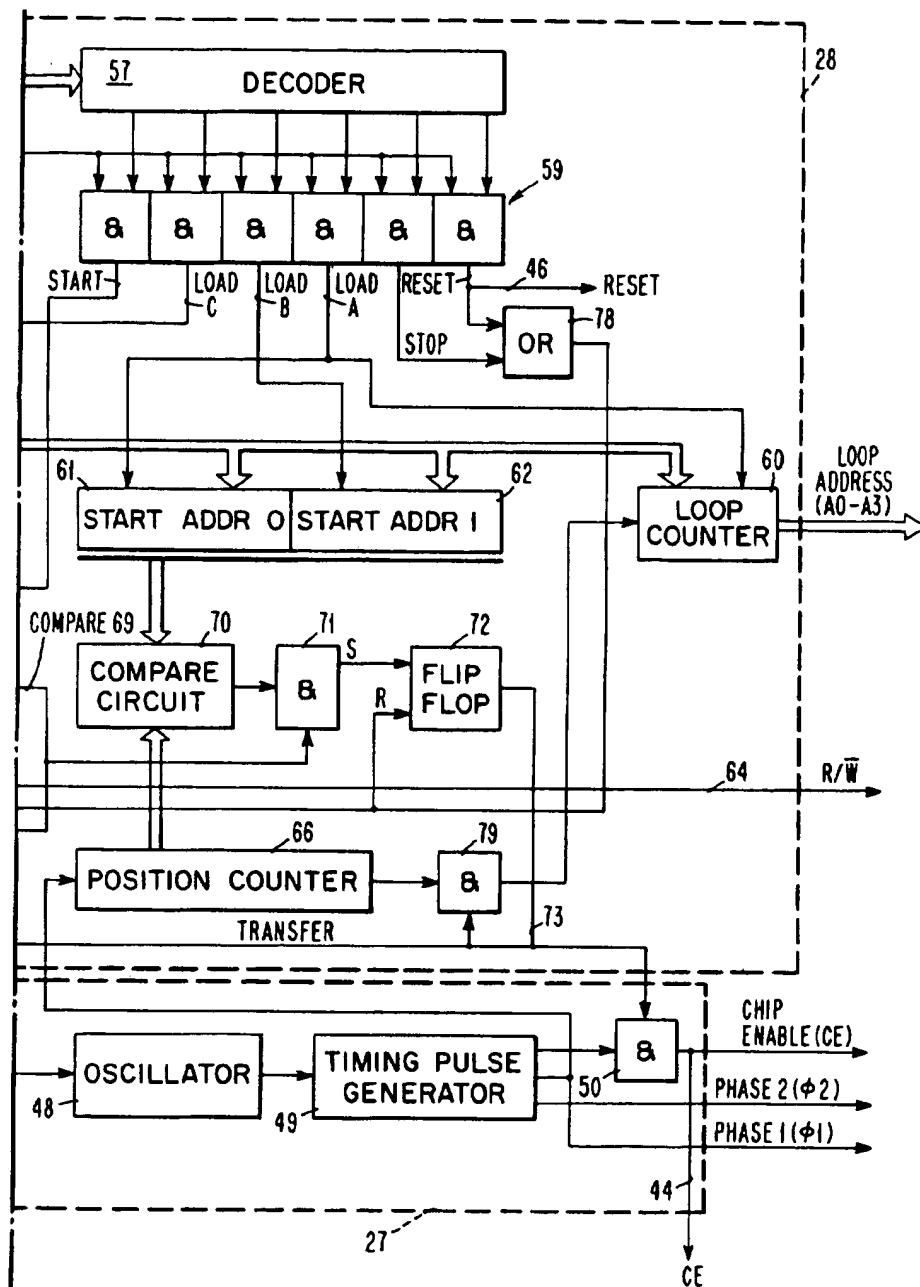 57 DECODER
28
59
&
&
&
&
&
&
START
LOAD C
LOAD B
LOAD A
RESET
46
RESET
78
OR
STOP
61
62
60
LOOP ADDRESS (A0-A3)
START ADDR 0
START ADDR 1
LOOP COUNTER
COMPARE 69
70
71
S
72
COMPARE CIRCUIT
&
R
FLIP FLOP
64
R/W̅
66
79
POSITION COUNTER
&
73
TRANSFER
CHIP ENABLE (CE)
OSCILLATOR
48
TIMING PULSE GENERATOR
49
&
50
PHASE 2 (ϕ2)
PHASE 1 (ϕ1)
44
27
CE